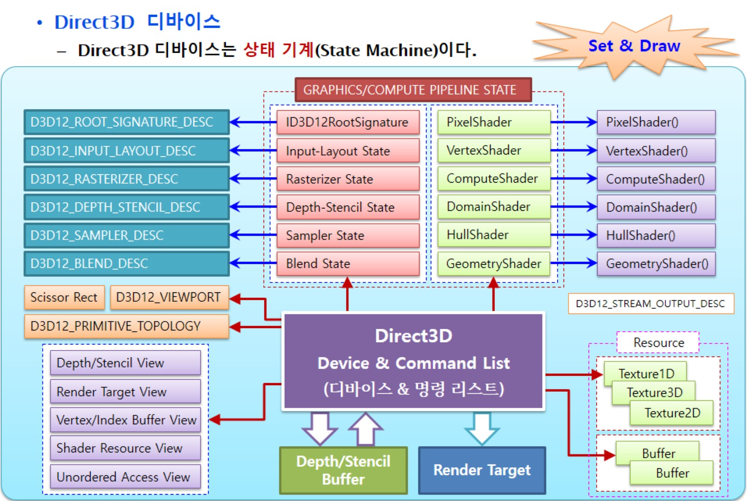 • Direct3D 디바이스
– Direct3D 디바이스는 상태 기계(State Machine)이다.
Set & Draw
GRAPHICS/COMPUTE PIPELINE STATE
D3D12_ROOT_SIGNATURE_DESC
ID3D12RootSignature
PixelShader
PixelShader()
D3D12_INPUT_LAYOUT_DESC
Input-Layout State
VertexShader
VertexShader()
D3D12_RASTERIZER_DESC
Rasterizer State
ComputeShader
ComputeShader()
D3D12_DEPTH_STENCIL_DESC
Depth-Stencil State
DomainShader
DomainShader()
D3D12_SAMPLER_DESC
Sampler State
HullShader
HullShader()
D3D12_BLEND_DESC
Blend State
GeometryShader
GeometryShader()
Scissor Rect
D3D12_VIEWPORT
D3D12_STREAM_OUTPUT_DESC
D3D12_PRIMITIVE_TOPOLOGY
Direct3D
Device & Command List
(디바이스 & 명령 리스트)
Depth/Stencil View
Render Target View
Vertex/Index Buffer View
Shader Resource View
Unordered Access View
Resource
Texture1D
Texture3D
Texture2D
Buffer
Buffer
Depth/Stencil
Buffer
Render Target